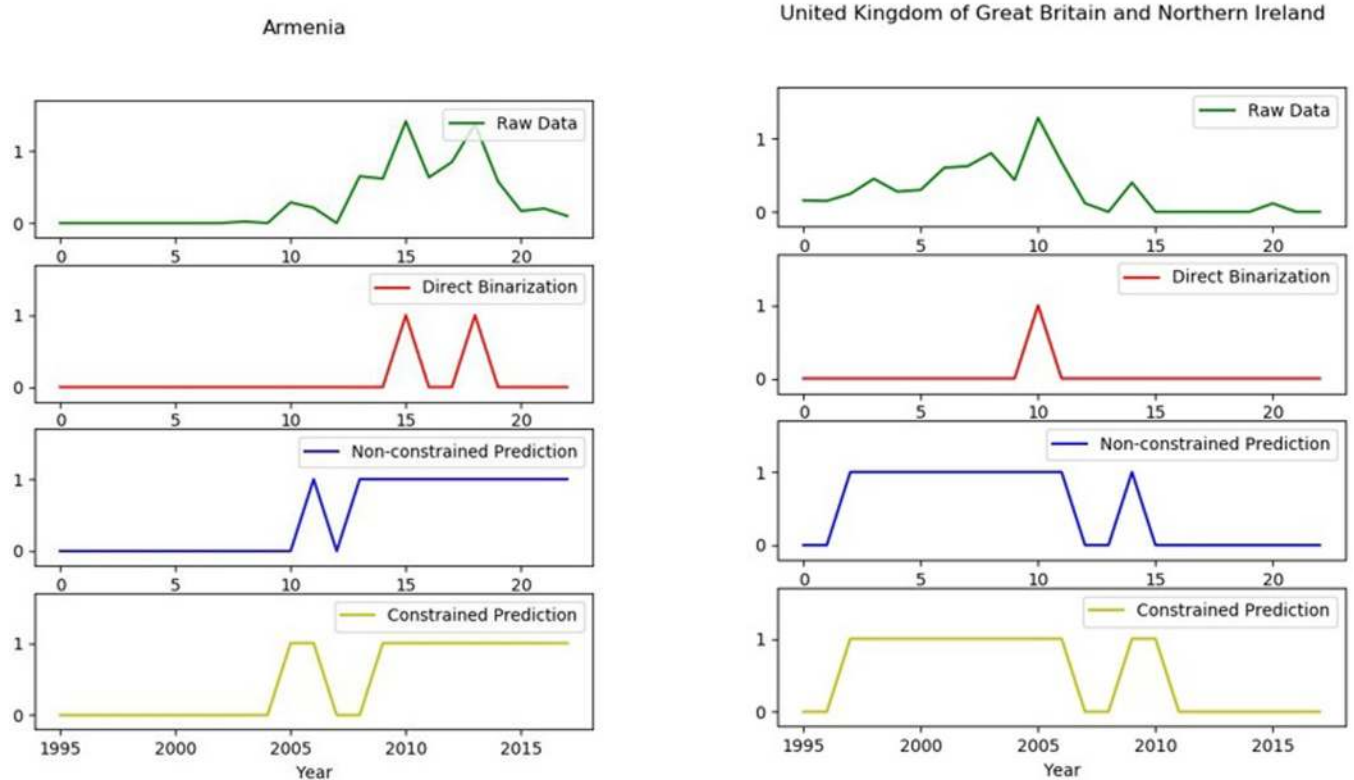 Armenia
Raw Data
1
0
0 5 10 15 20
Direct Binarization
1
0
0 5 10 15 20
Non-constrained Prediction
1
0
0 5 10 15 20
Constrained Prediction
1
0
1995 2000 2005 2010 2015
Year
United Kingdom of Great Britain and Northern Ireland
Raw Data
1
0
0 5 10 15 20
Direct Binarization
1
0
0 5 10 15 20
Non-constrained Prediction
1
0
0 5 10 15 20
Constrained Prediction
1
0
1995 2000 2005 2010 2015
Year